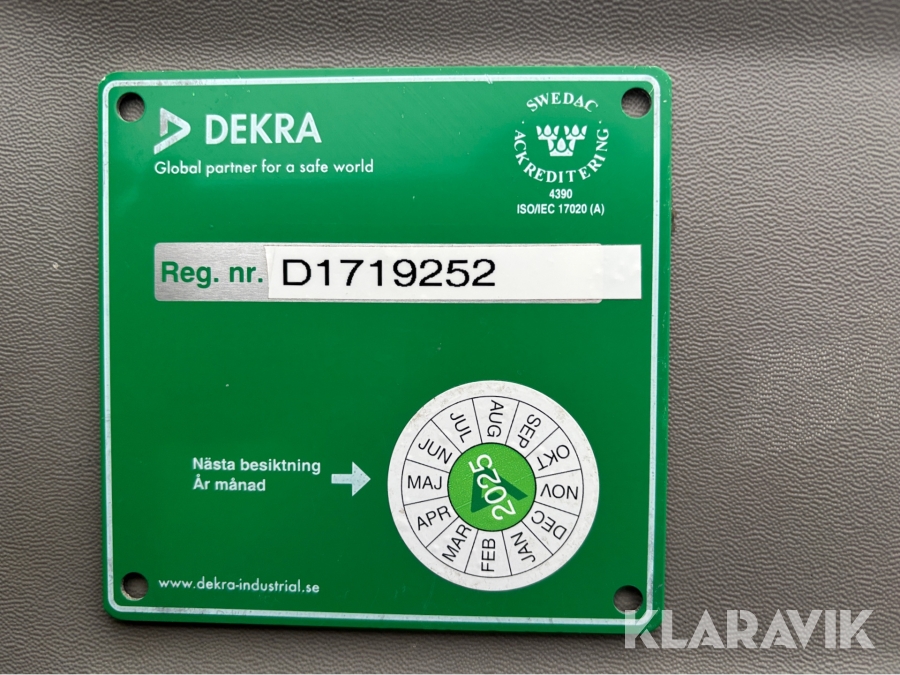 DEKRA
Global partner for a safe world
SWEDAC
ACKREDITERING
4390
ISO/IEC 17020 (A)
Reg. nr. D1719252
Nästa besiktning
År månad
JAN
FEB
MAR
APR
MAJ
JUN
JUL
AUG
SEP
OKT
NOV
DEC
2025
www.dekra-industrial.se
KLARAVIK